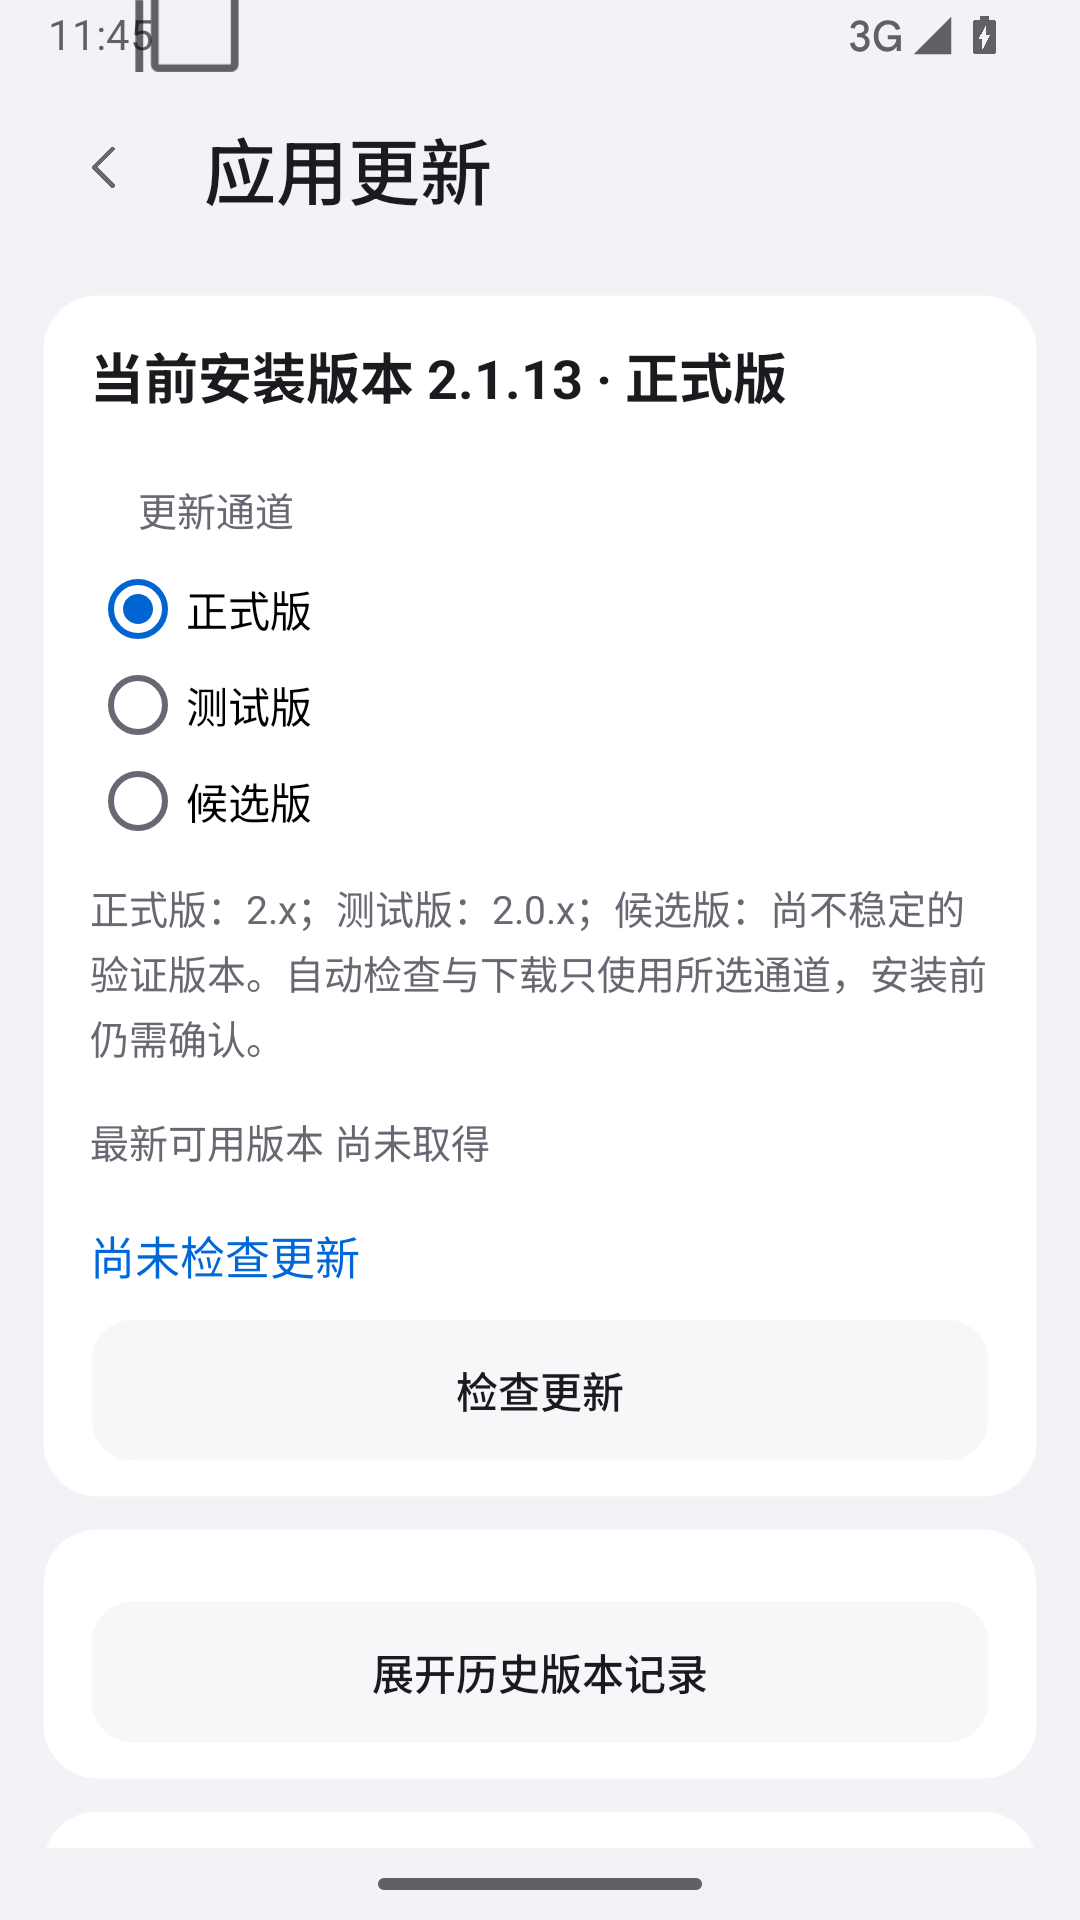 11:45
3G
应用更新
当前安装版本 2.1.13 · 正式版
更新通道
正式版
测试版
候选版
正式版：2.x；测试版：2.0.x；候选版：尚不稳定的
验证版本。自动检查与下载只使用所选通道，安装前
仍需确认。
最新可用版本 尚未取得
尚未检查更新
检查更新
展开历史版本记录